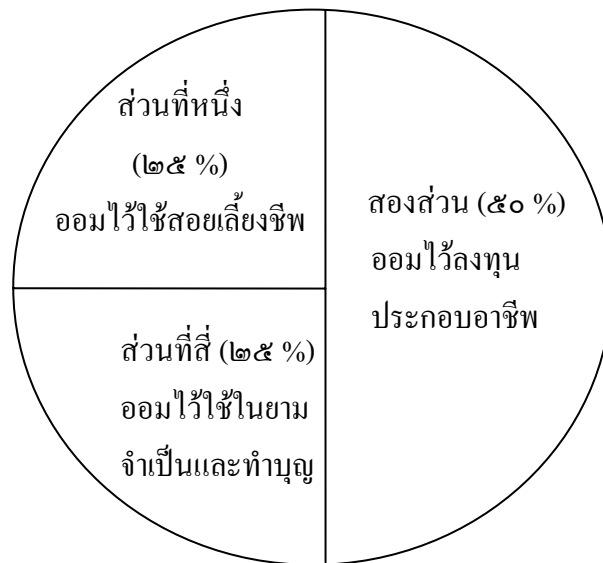 ส่วนที่หนึ่ง
(๒๕ %)
ออมไว้ใช้สอยเลี้ยงชีพ
สองส่วน (๕๐ %)
ออมไว้ลงทุน
ประกอบอาชีพ
ส่วนที่สี่ (๒๕ %)
ออมไว้ใช้ในยาม
จำเป็นและทำบุญ